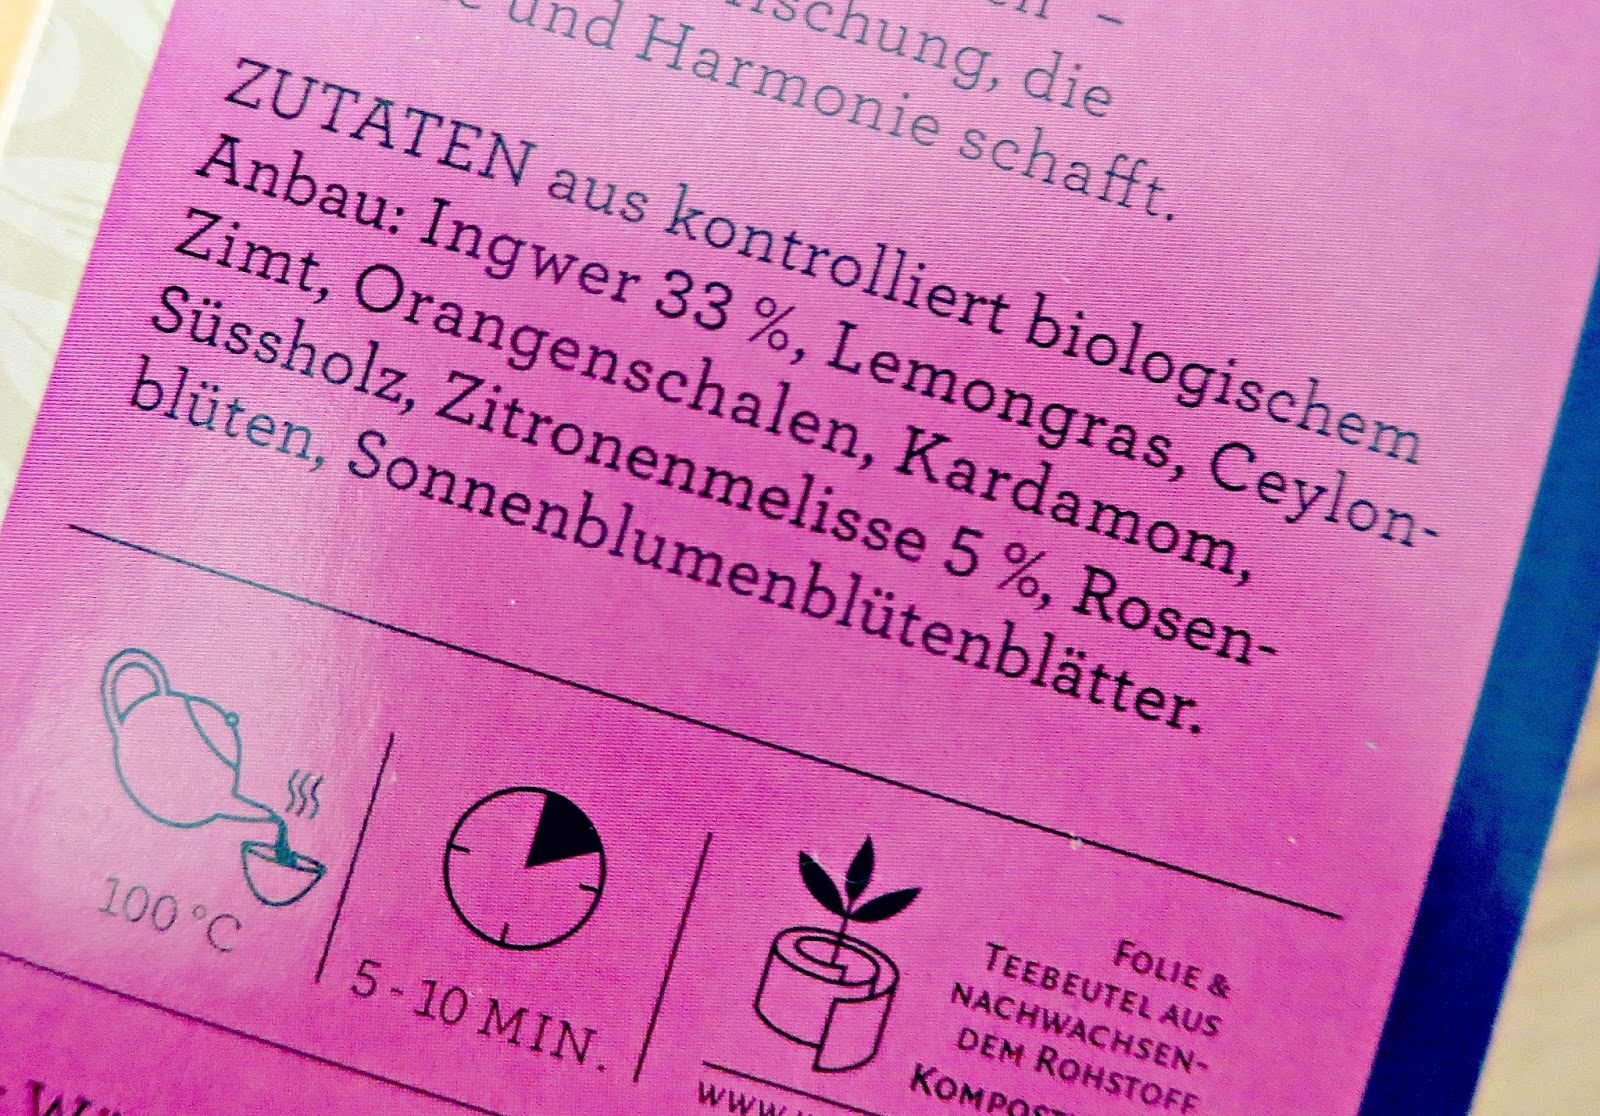 und Harmonie schafft.
ZUTATEN aus kontrolliert biologischem
Anbau: Ingwer 33 %, Lemongras, Ceylon-
Zimt, Orangenschalen, Kardamom,
Süssholz, Zitronenmelisse 5 %, Rosen-
blüten, Sonnenblumenblütenblätter.
100 °C
5-10 MIN.
FOLIE &
TEEBEUTEL AUS
NACHWACHSEN-
DEM ROHSTOFF